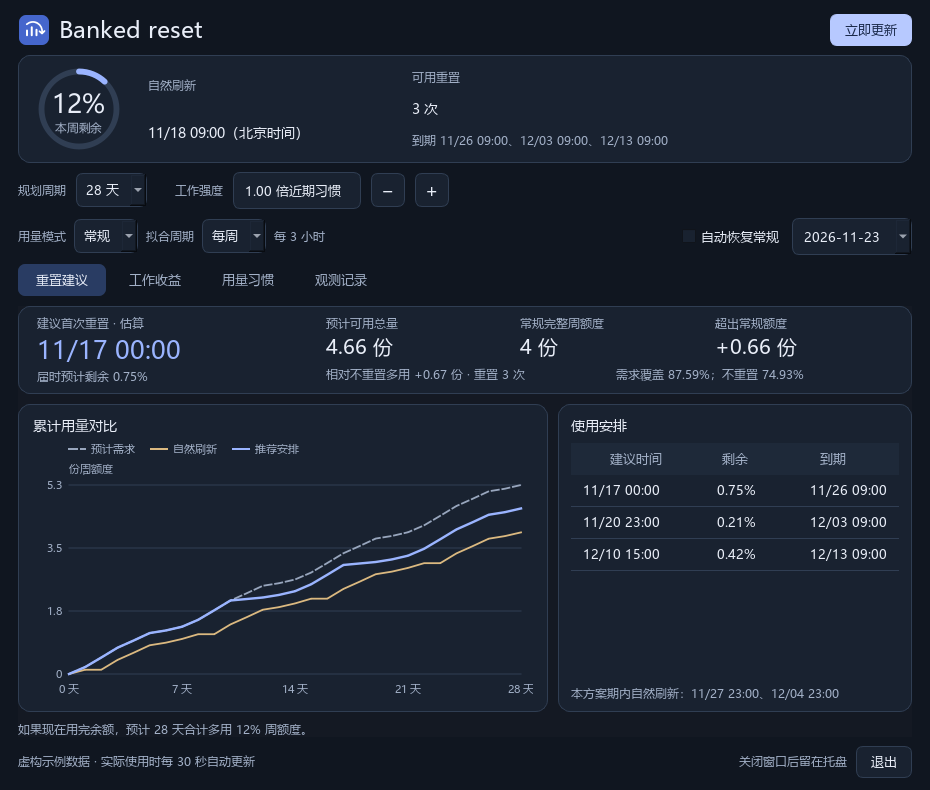 Banked reset
立即更新
12%
本周剩余
自然刷新
11/18 09:00（北京时间）
可用重置
3 次
到期 11/26 09:00、12/03 09:00、12/13 09:00
规划周期 28 天 工作强度 1.00 倍近期习惯 − +
用量模式 常规 拟合周期 每周 每 3 小时 自动恢复常规 2026-11-23
重置建议 工作收益 用量习惯 观测记录
建议首次重置 · 估算
11/17 00:00
届时预计剩余 0.75%
预计可用总量
4.66 份
常规完整周额度
4 份
超出常规额度
+0.66 份
相对不重置多用 +0.67 份 · 重置 3 次
需求覆盖 87.59%；不重置 74.93%
累计用量对比
预计需求 自然刷新 推荐安排
份周额度
5.3
3.5
1.8
0
0 天 7 天 14 天 21 天 28 天
使用安排
建议时间 剩余 到期
11/17 00:00 0.75% 11/26 09:00
11/20 23:00 0.21% 12/03 09:00
12/10 15:00 0.42% 12/13 09:00
本方案期内自然刷新：11/27 23:00、12/04 23:00
如果现在用完余额，预计 28 天合计多用 12% 周额度。
虚构示例数据 · 实际使用时每 30 秒自动更新
关闭窗口后留在托盘
退出